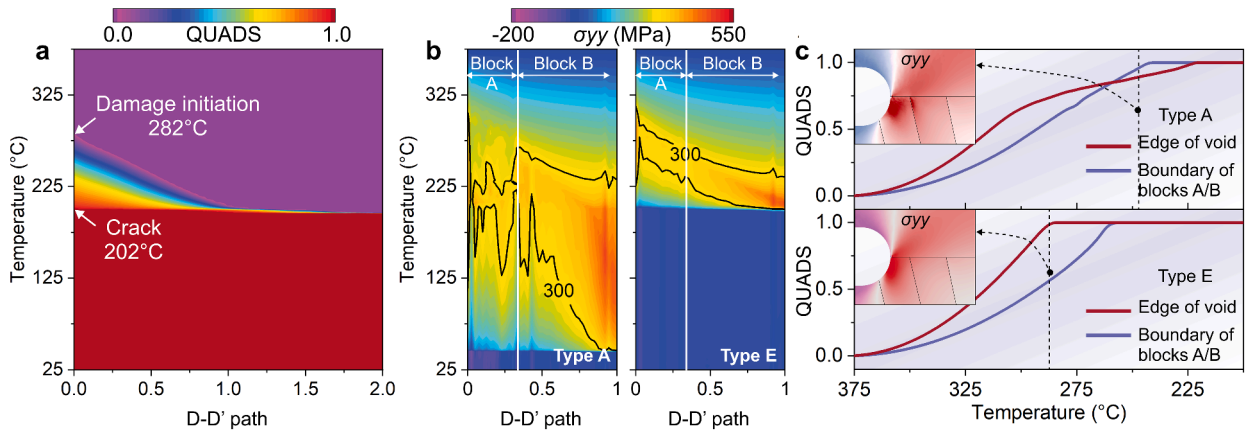 0.0 QUADS 1.0
-200 σyy (MPa) 550
a
Temperature (°C)
325
225
125
25
Damage initiation
282°C
Crack
202°C
0.0 0.5 1.0 1.5 2.0
D-D' path
b
Temperature (°C)
325
225
125
25
Block
A
Block B
300
Type A
0 0.5 1
D-D' path
Block
A
Block B
300
Type E
0 0.5 1
D-D' path
c
QUADS
1.0
0.5
0.0
σyy
Type A
Edge of void
Boundary of
blocks A/B
QUADS
1.0
0.5
0.0
σyy
Type E
Edge of void
Boundary of
blocks A/B
375 325 275 225
Temperature (°C)